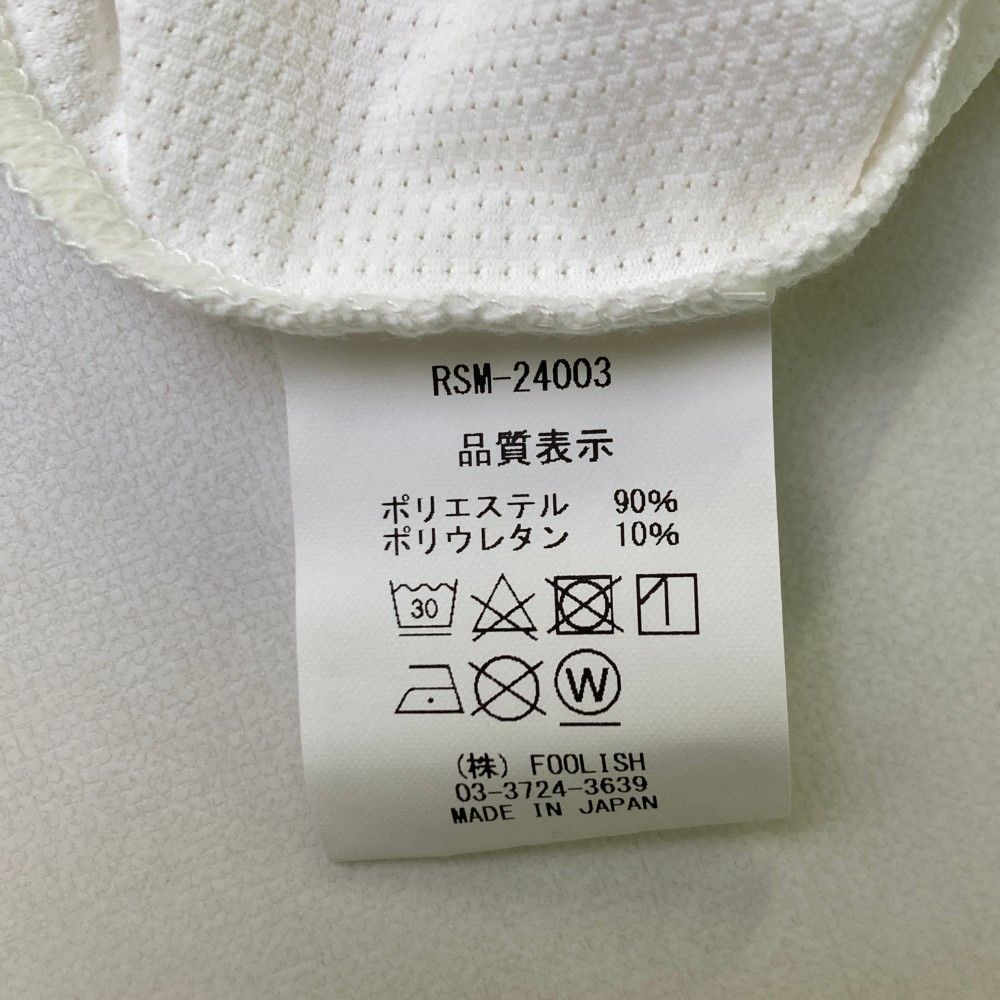 RSM-24003
品質表示
ポリエステル 90%
ポリウレタン 10%
30
W
(株) FOOLISH
03-3724-3639
MADE IN JAPAN